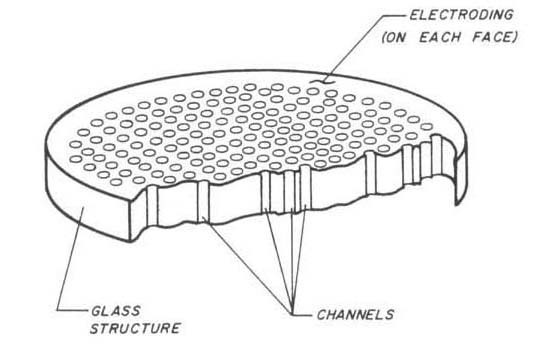 ELECTRODING
(ON EACH FACE)
GLASS
STRUCTURE
CHANNELS